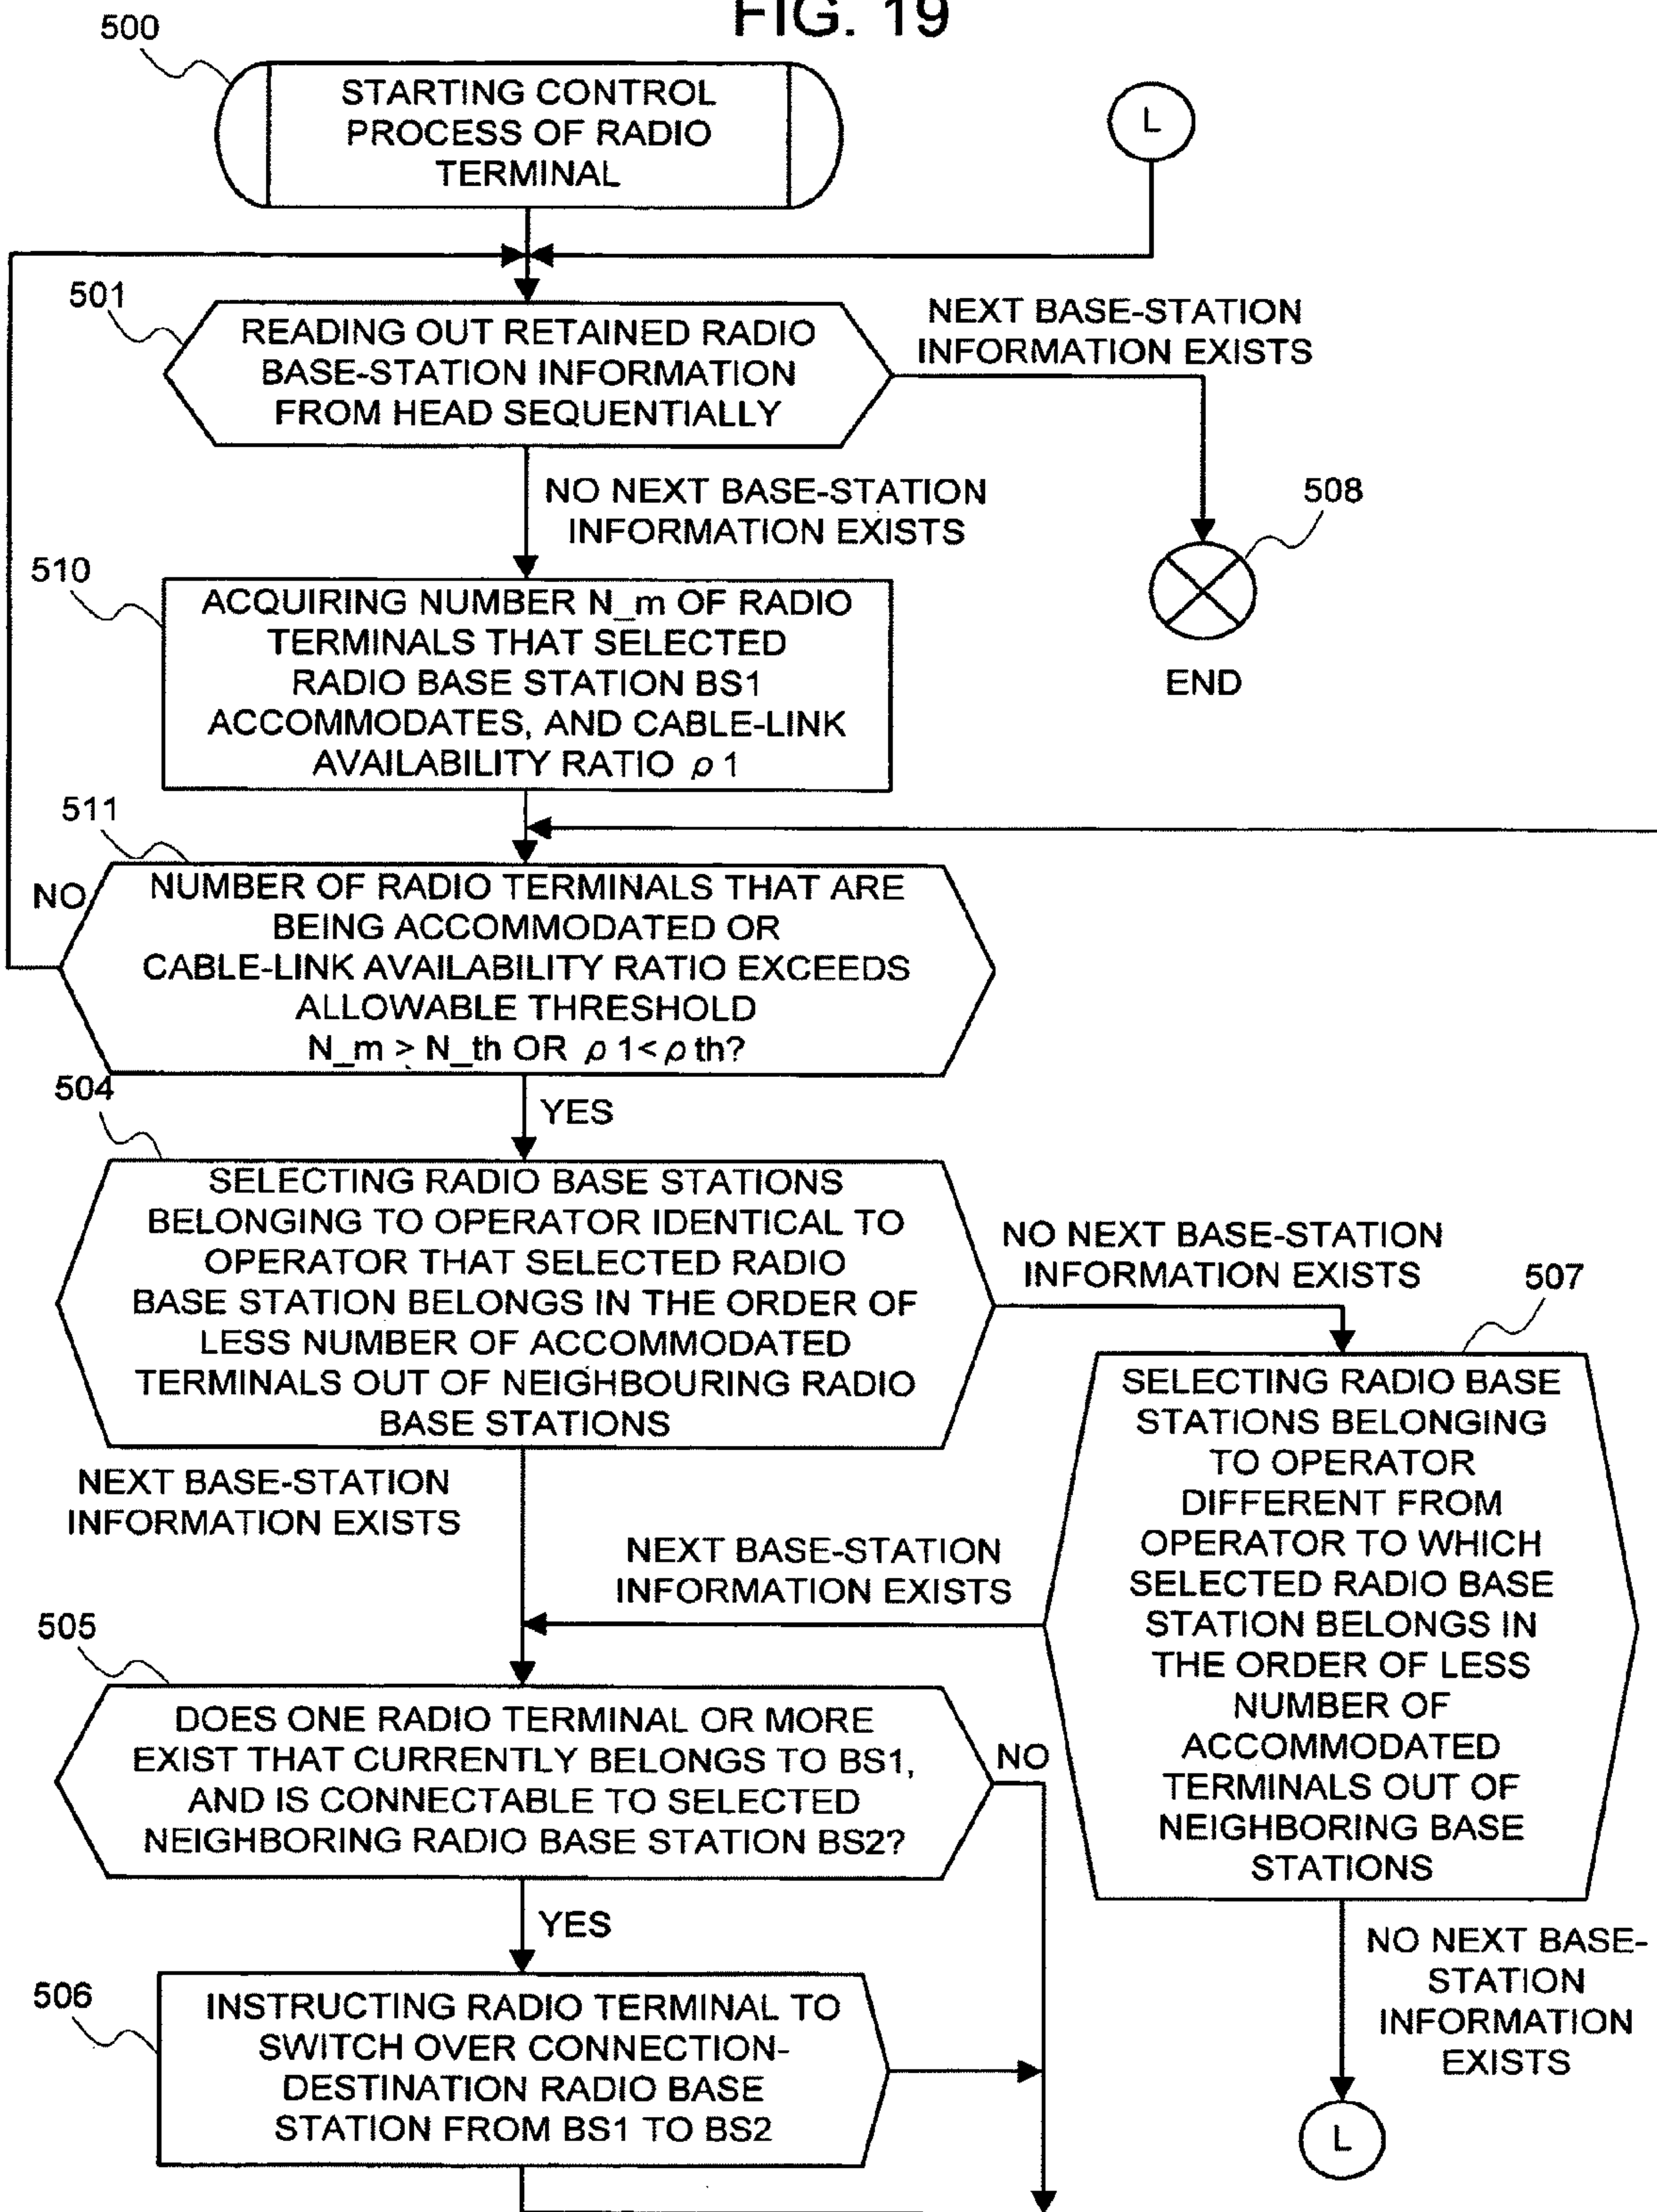 FIG. 19
500
STARTING CONTROL
PROCESS OF RADIO
TERMINAL
L
501
READING OUT RETAINED RADIO
BASE-STATION INFORMATION
FROM HEAD SEQUENTIALLY
NEXT BASE-STATION
INFORMATION EXISTS
NO NEXT BASE-STATION
INFORMATION EXISTS
508
END
510
ACQUIRING NUMBER N_m OF RADIO
TERMINALS THAT SELECTED
RADIO BASE STATION BS1
ACCOMMODATES, AND CABLE-LINK
AVAILABILITY RATIO ρ1
511
NO
NUMBER OF RADIO TERMINALS THAT ARE
BEING ACCOMMODATED OR
CABLE-LINK AVAILABILITY RATIO EXCEEDS
ALLOWABLE THRESHOLD
N_m > N_th OR ρ1<ρth?
YES
504
SELECTING RADIO BASE STATIONS
BELONGING TO OPERATOR IDENTICAL TO
OPERATOR THAT SELECTED RADIO
BASE STATION BELONGS IN THE ORDER OF
LESS NUMBER OF ACCOMMODATED
TERMINALS OUT OF NEIGHBOURING RADIO
BASE STATIONS
NO NEXT BASE-STATION
INFORMATION EXISTS
507
SELECTING RADIO BASE
STATIONS BELONGING
TO OPERATOR
DIFFERENT FROM
OPERATOR TO WHICH
SELECTED RADIO BASE
STATION BELONGS IN
THE ORDER OF LESS
NUMBER OF
ACCOMMODATED
TERMINALS OUT OF
NEIGHBORING BASE
STATIONS
NEXT BASE-STATION
INFORMATION EXISTS
NEXT BASE-STATION
INFORMATION EXISTS
505
DOES ONE RADIO TERMINAL OR MORE
EXIST THAT CURRENTLY BELONGS TO BS1,
AND IS CONNECTABLE TO SELECTED
NEIGHBORING RADIO BASE STATION BS2?
NO
YES
506
INSTRUCTING RADIO TERMINAL TO
SWITCH OVER CONNECTION-
DESTINATION RADIO BASE
STATION FROM BS1 TO BS2
NO NEXT BASE-
STATION
INFORMATION
EXISTS
L